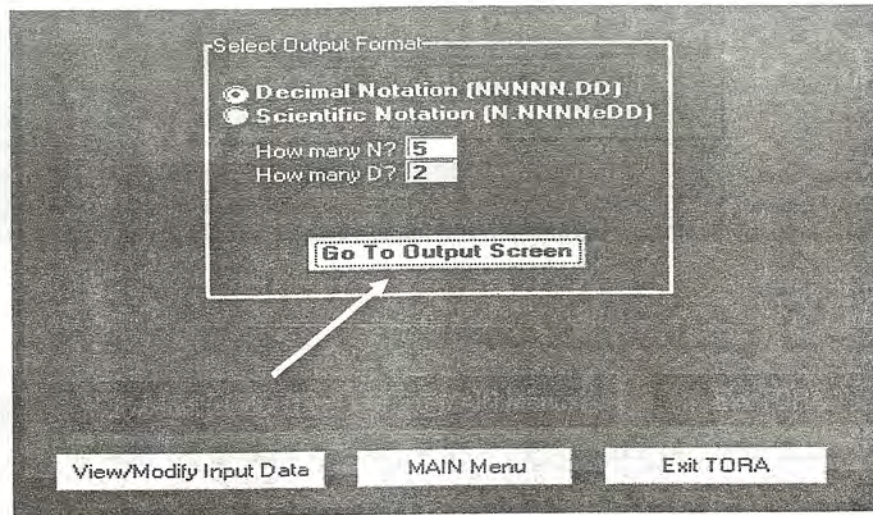 Select Output Format
Decimal Notation (NNNNN.DD)
Scientific Notation (N.NNNNeDD)
How many N? 5
How many D? 2
Go To Output Screen
View/Modify Input Data MAIN Menu Exit TORA